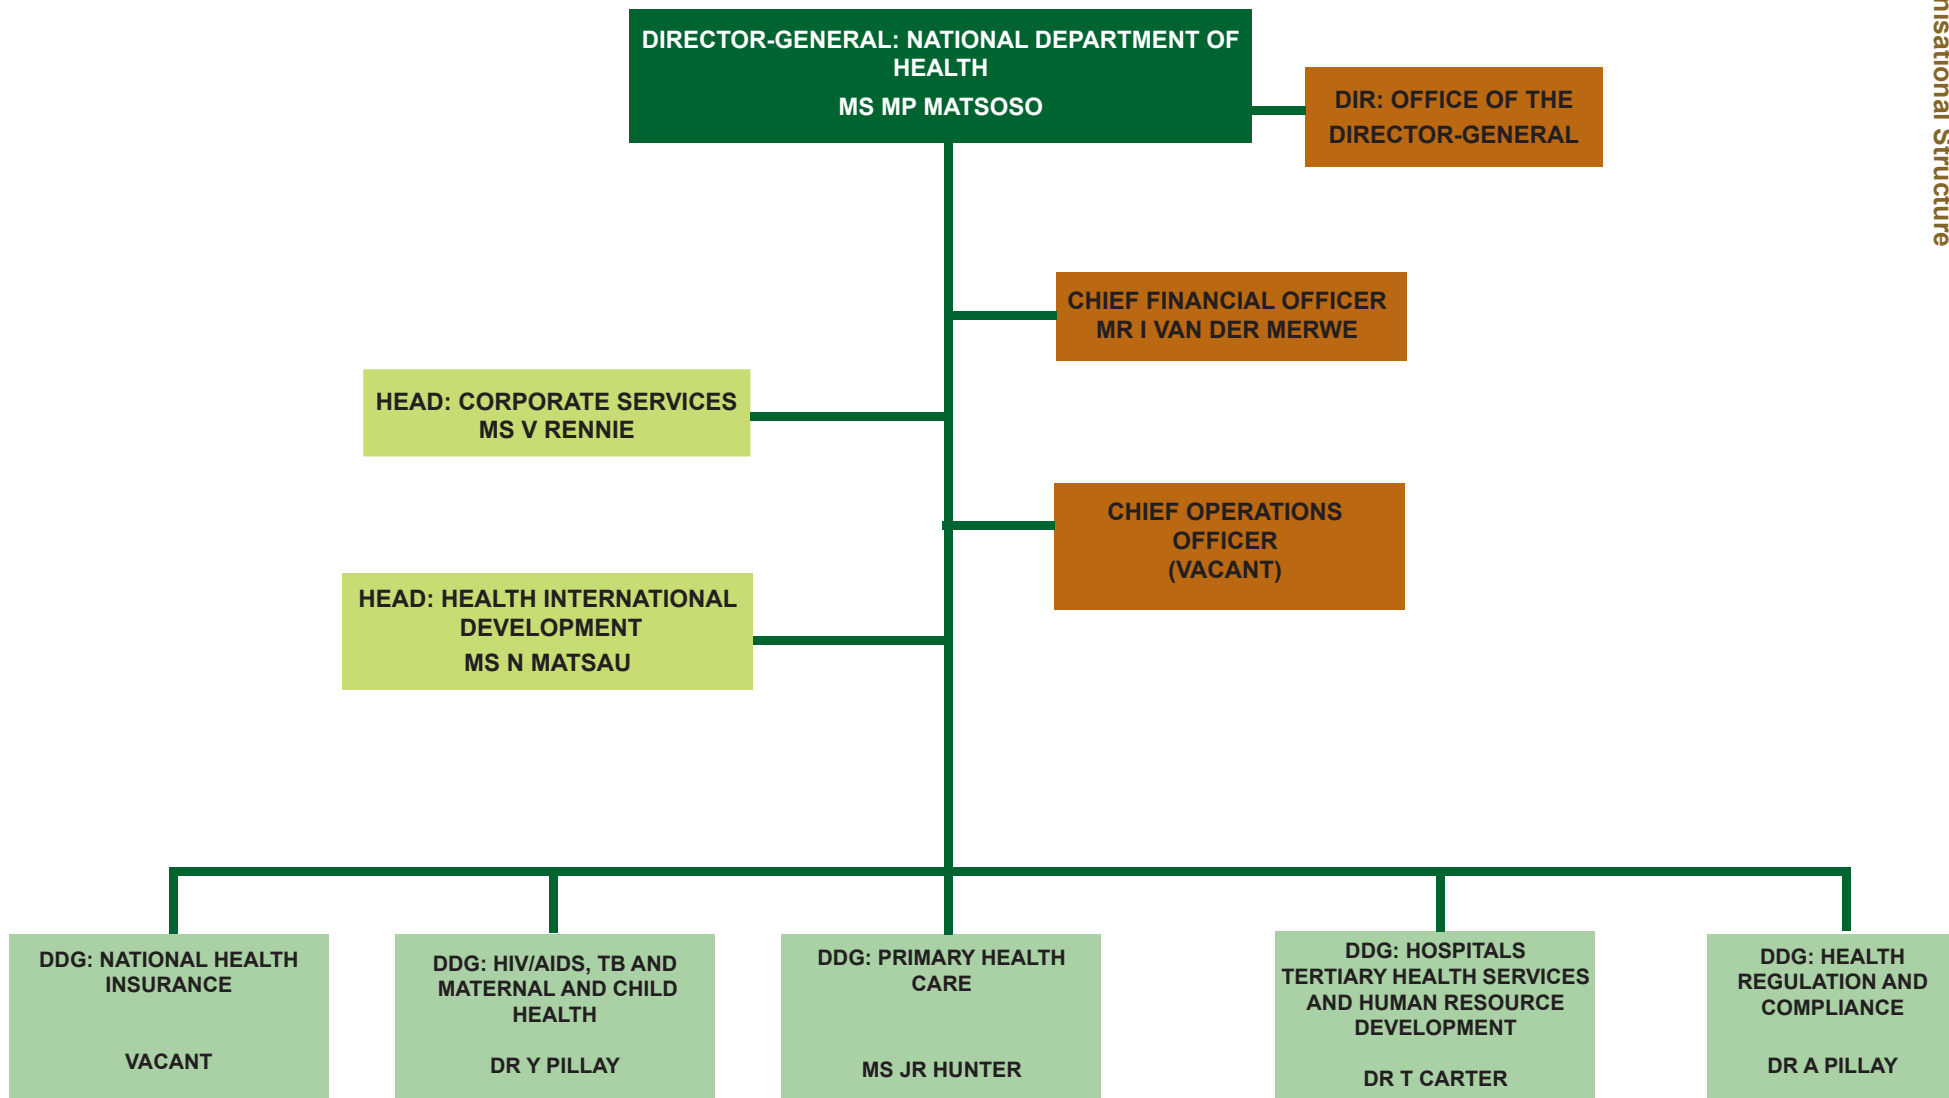 DIRECTOR-GENERAL: NATIONAL DEPARTMENT OF
HEALTH
MS MP MATSOSO
DIR: OFFICE OF THE
DIRECTOR-GENERAL
Structure
CHIEF FINANCIAL OFFICER
MR I VAN DER MERWE
HEAD: CORPORATE SERVICES
MS V RENNIE
CHIEF OPERATIONS
OFFICER
(VACANT)
HEAD: HEALTH INTERNATIONAL
DEVELOPMENT
MS N MATSAU
DDG: NATIONAL HEALTH
INSURANCE
VACANT
DDG: HIV/AIDS, TB AND
MATERNAL AND CHILD
HEALTH
DR Y PILLAY
DDG: PRIMARY HEALTH
CARE
MS JR HUNTER
DDG: HOSPITALS
TERTIARY HEALTH SERVICES
AND HUMAN RESOURCE
DEVELOPMENT
DR T CARTER
DDG: HEALTH
REGULATION AND
COMPLIANCE
DR A PILLAY